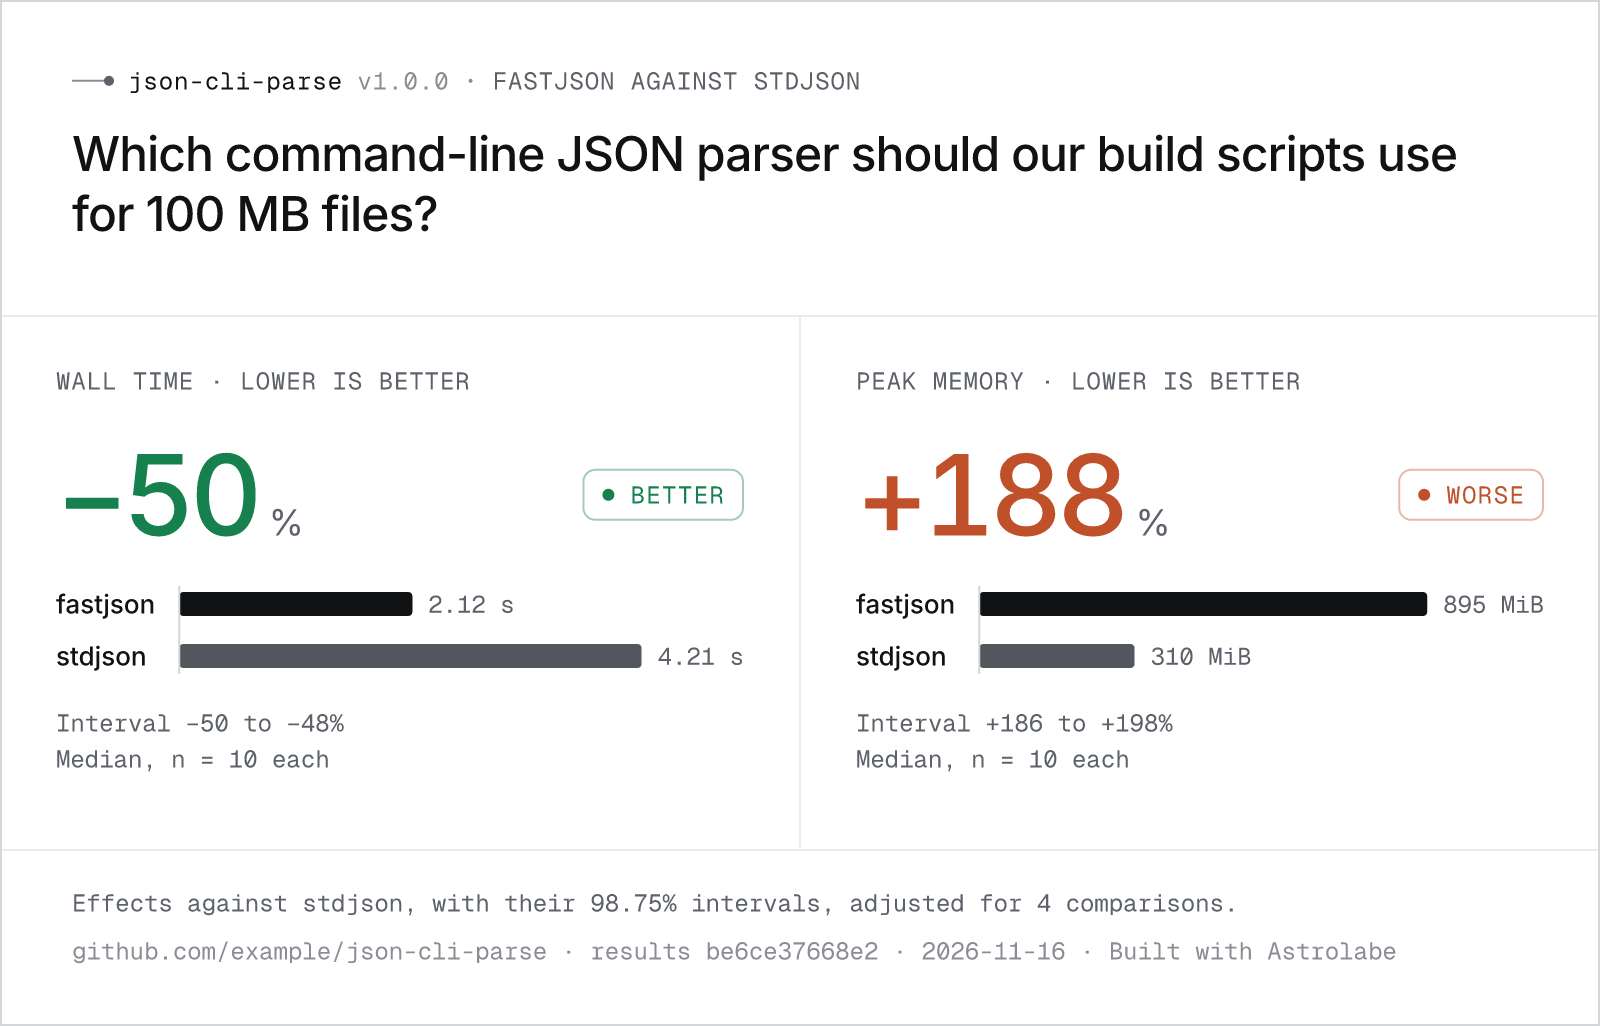 json-cli-parse v1.0.0 · FASTJSON AGAINST STDJSON
Which command-line JSON parser should our build scripts use
for 100 MB files?
WALL TIME · LOWER IS BETTER
−50 %
BETTER
fastjson 2.12 s
stdjson 4.21 s
Interval −50 to −48%
Median, n = 10 each
PEAK MEMORY · LOWER IS BETTER
+188 %
WORSE
fastjson 895 MiB
stdjson 310 MiB
Interval +186 to +198%
Median, n = 10 each
Effects against stdjson, with their 98.75% intervals, adjusted for 4 comparisons.
github.com/example/json-cli-parse · results be6ce37668e2 · 2026-11-16 · Built with Astrolabe